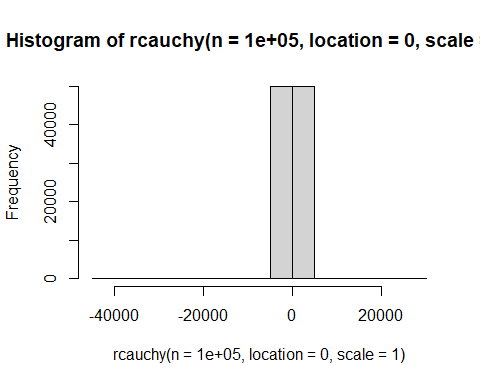 Histogram of rcauchy(n = 1e+05, location = 0, scale =
Frequency
40000
20000
0
-40000 -20000 0 20000
rcauchy(n = 1e+05, location = 0, scale = 1)